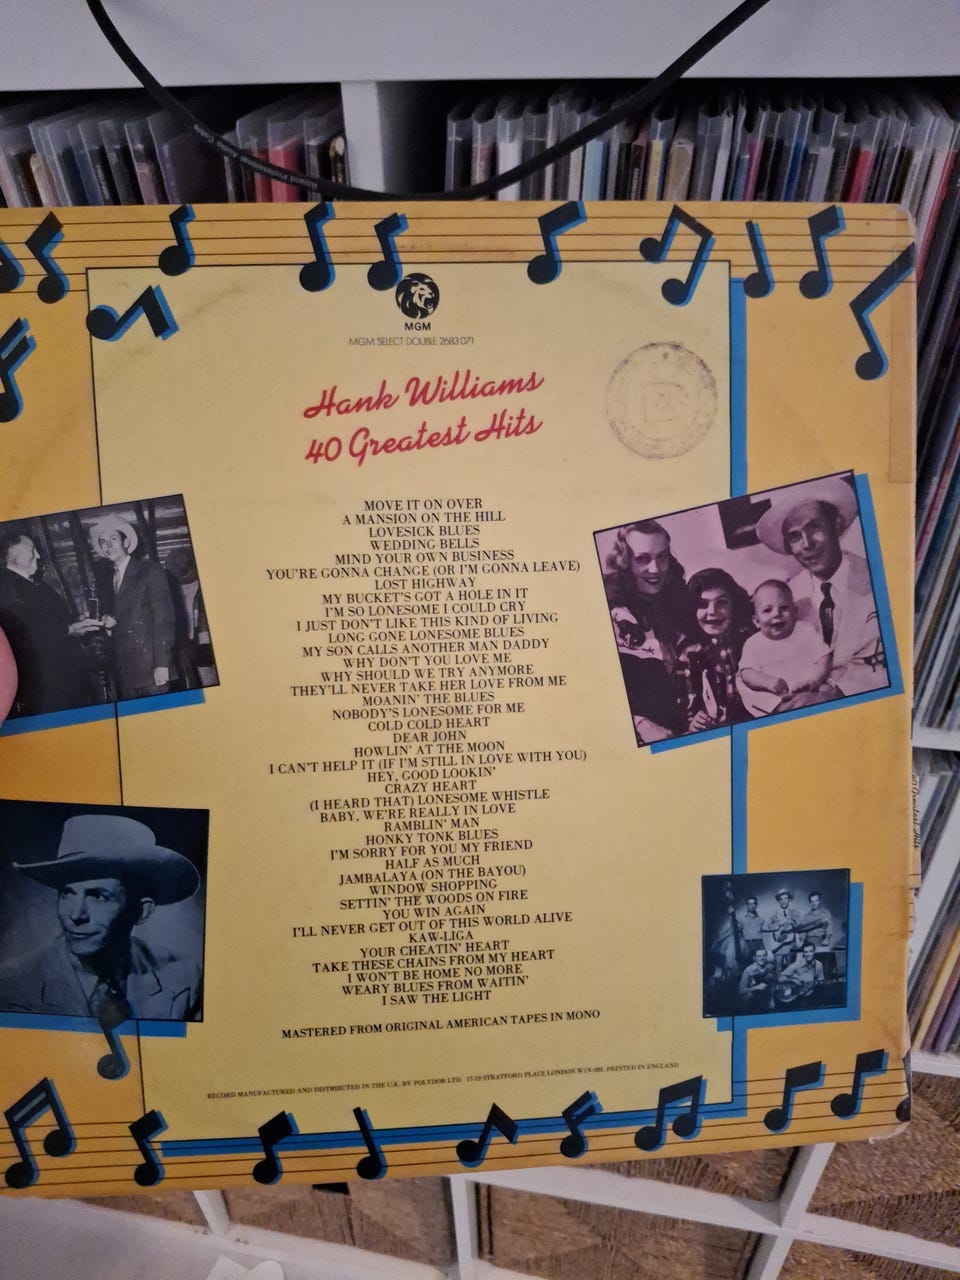 Roland Professional Audio Cable
MGM
MGM SELECT DOUBLE 2683 071
Hank Williams
40 Greatest Hits
MOVE IT ON OVER
A MANSION ON THE HILL
LOVESICK BLUES
WEDDING BELLS
MIND YOUR OWN BUSINESS
YOU'RE GONNA CHANGE (OR I'M GONNA LEAVE)
LOST HIGHWAY
MY BUCKET'S GOT A HOLE IN IT
I'M SO LONESOME I COULD CRY
I JUST DON'T LIKE THIS KIND OF LIVING
LONG GONE LONESOME BLUES
MY SON CALLS ANOTHER MAN DADDY
WHY DON'T YOU LOVE ME
WHY SHOULD WE TRY ANYMORE
THEY'LL NEVER TAKE HER LOVE FROM ME
MOANIN' THE BLUES
NOBODY'S LONESOME FOR ME
COLD COLD HEART
DEAR JOHN
HOWLIN' AT THE MOON
I CAN'T HELP IT (IF I'M STILL IN LOVE WITH YOU)
HEY, GOOD LOOKIN'
CRAZY HEART
(I HEARD THAT) LONESOME WHISTLE
BABY, WE'RE REALLY IN LOVE
RAMBLIN' MAN
HONKY TONK BLUES
I'M SORRY FOR YOU MY FRIEND
HALF AS MUCH
JAMBALAYA (ON THE BAYOU)
WINDOW SHOPPING
SETTIN' THE WOODS ON FIRE
YOU WIN AGAIN
I'LL NEVER GET OUT OF THIS WORLD ALIVE
KAW-LIGA
YOUR CHEATIN' HEART
TAKE THESE CHAINS FROM MY HEART
I WON'T BE HOME NO MORE
WEARY BLUES FROM WAITIN'
I SAW THE LIGHT
MASTERED FROM ORIGINAL AMERICAN TAPES IN MONO
RECORD MANUFACTURED AND DISTRIBUTED IN THE U.K. BY POLYDOR LTD. 17-19 STRATFORD PLACE LONDON W1N 0BL PRINTED IN ENGLAND
40 Greatest Hits